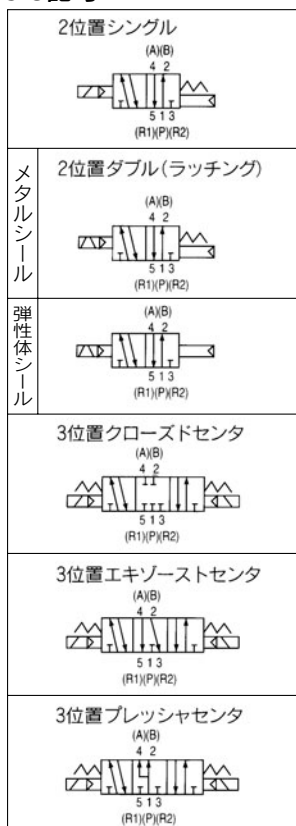 2位置シングル
(A)(B)
4 2
5 1 3
(R1)(P)(R2)
メタルシール
2位置ダブル(ラッチング)
(A)(B)
4 2
5 1 3
(R1)(P)(R2)
弾性体シール
(A)(B)
4 2
5 1 3
(R1)(P)(R2)
3位置クローズドセンタ
(A)(B)
4 2
5 1 3
(R1)(P)(R2)
3位置エキゾーストセンタ
(A)(B)
4 2
5 1 3
(R1)(P)(R2)
3位置プレッシャセンタ
(A)(B)
4 2
5 1 3
(R1)(P)(R2)